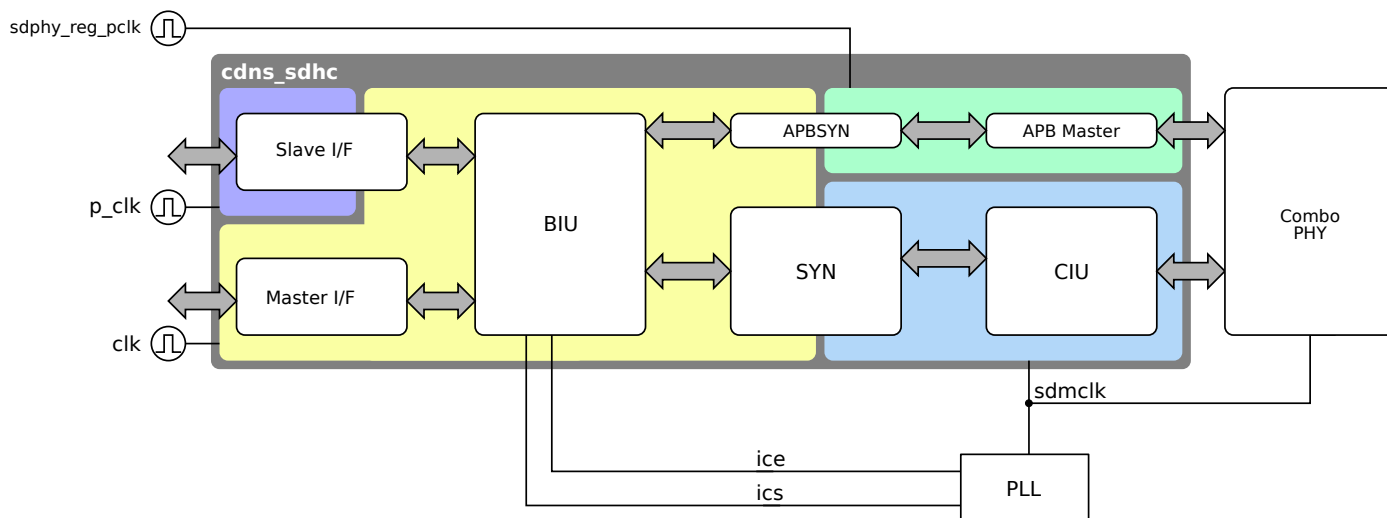 sdphy_reg_pclk
cdns_sdhc
Slave I/F
APBSYN
APB Master
p_clk
BIU
Combo
PHY
SYN
CIU
Master I/F
clk
sdmclk
ice
ics
PLL